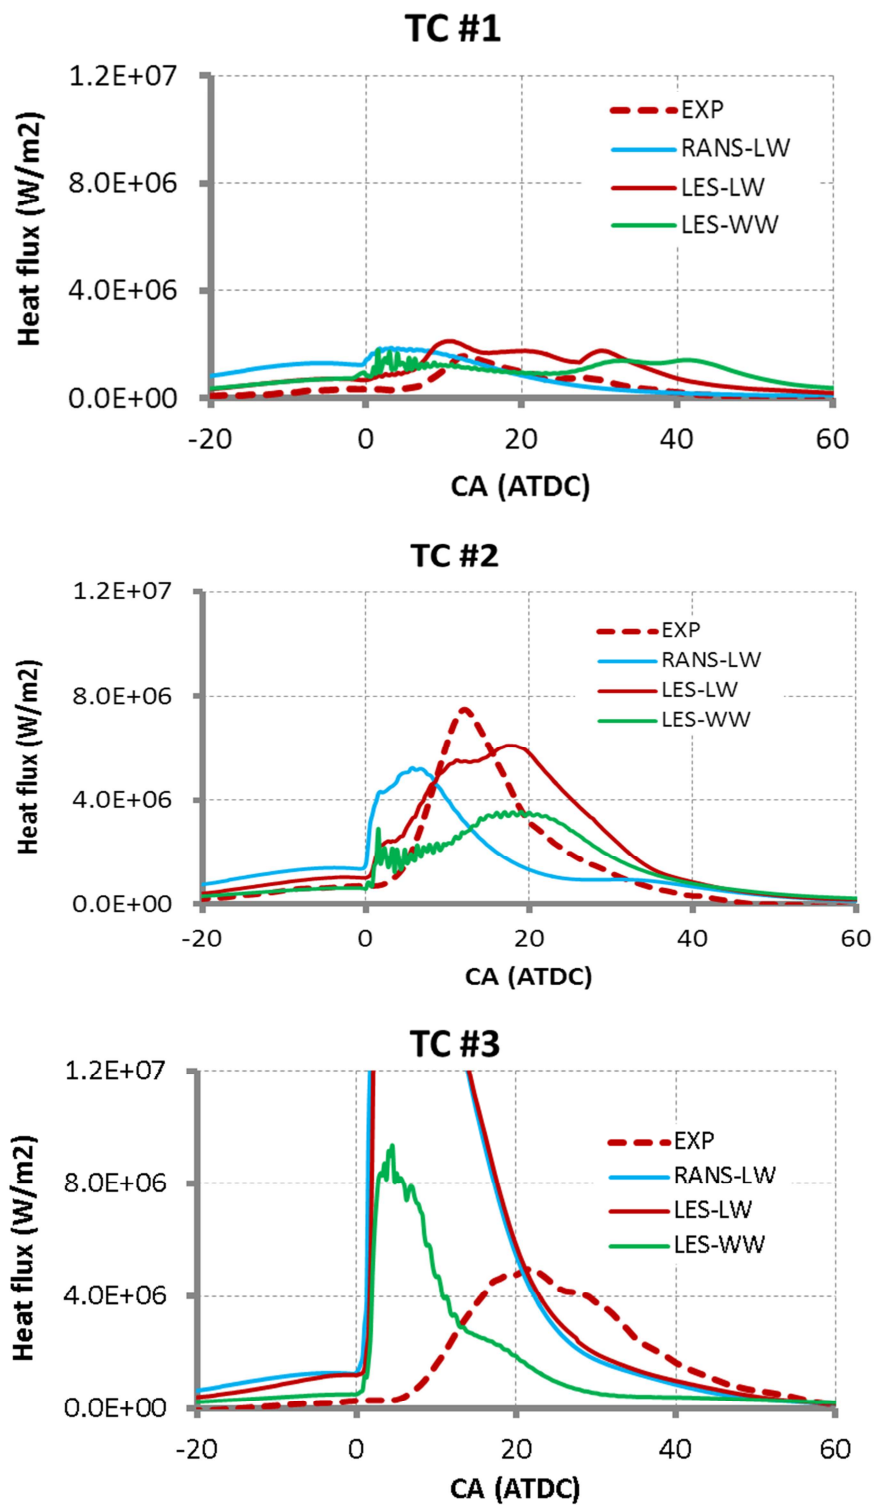 TC #1
1.2E+07
8.0E+06
4.0E+06
0.0E+00
Heat flux (W/m2)
EXP
RANS-LW
LES-LW
LES-WW
-20 0 20 40 60
CA (ATDC)
TC #2
1.2E+07
8.0E+06
4.0E+06
0.0E+00
Heat flux (W/m2)
EXP
RANS-LW
LES-LW
LES-WW
-20 0 20 40 60
CA (ATDC)
TC #3
1.2E+07
8.0E+06
4.0E+06
0.0E+00
Heat flux (W/m2)
EXP
RANS-LW
LES-LW
LES-WW
-20 0 20 40 60
CA (ATDC)